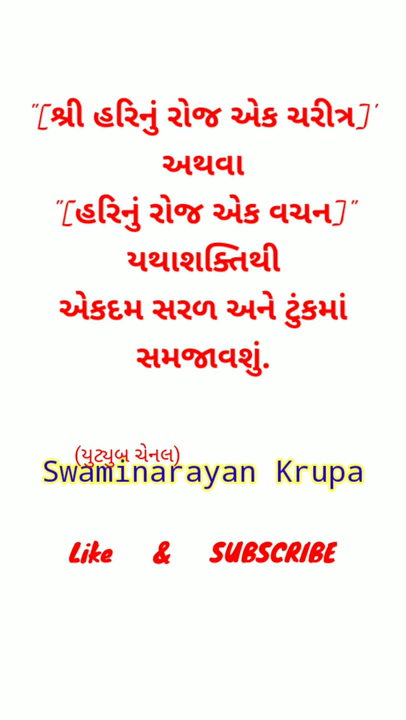 "[શ્રી હરિનું રોજ એક ચરીત્ર]'
અથવા
"[હરિનું રોજ એક વચન]"
યથાશક્તિથી
એકદમ સરળ અને ટુંકમાં
સમજાવશું.
(યુટ્યુબ ચેનલ)
Swaminarayan Krupa
Like & SUBSCRIBE